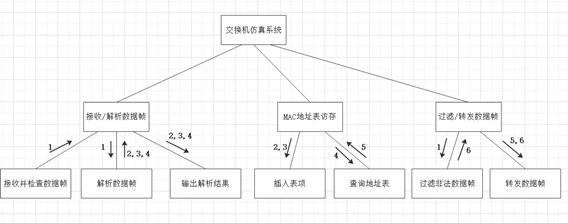 交换机仿真系统
接收/解析数据帧
MAC地址表访存
过滤/转发数据帧
1
1
2,3,4
2,3,4
2,3
4
5
1
6
5,6
接收并检查数据帧
解析数据帧
输出解析结果
插入表项
查询地址表
过滤非法数据帧
转发数据帧